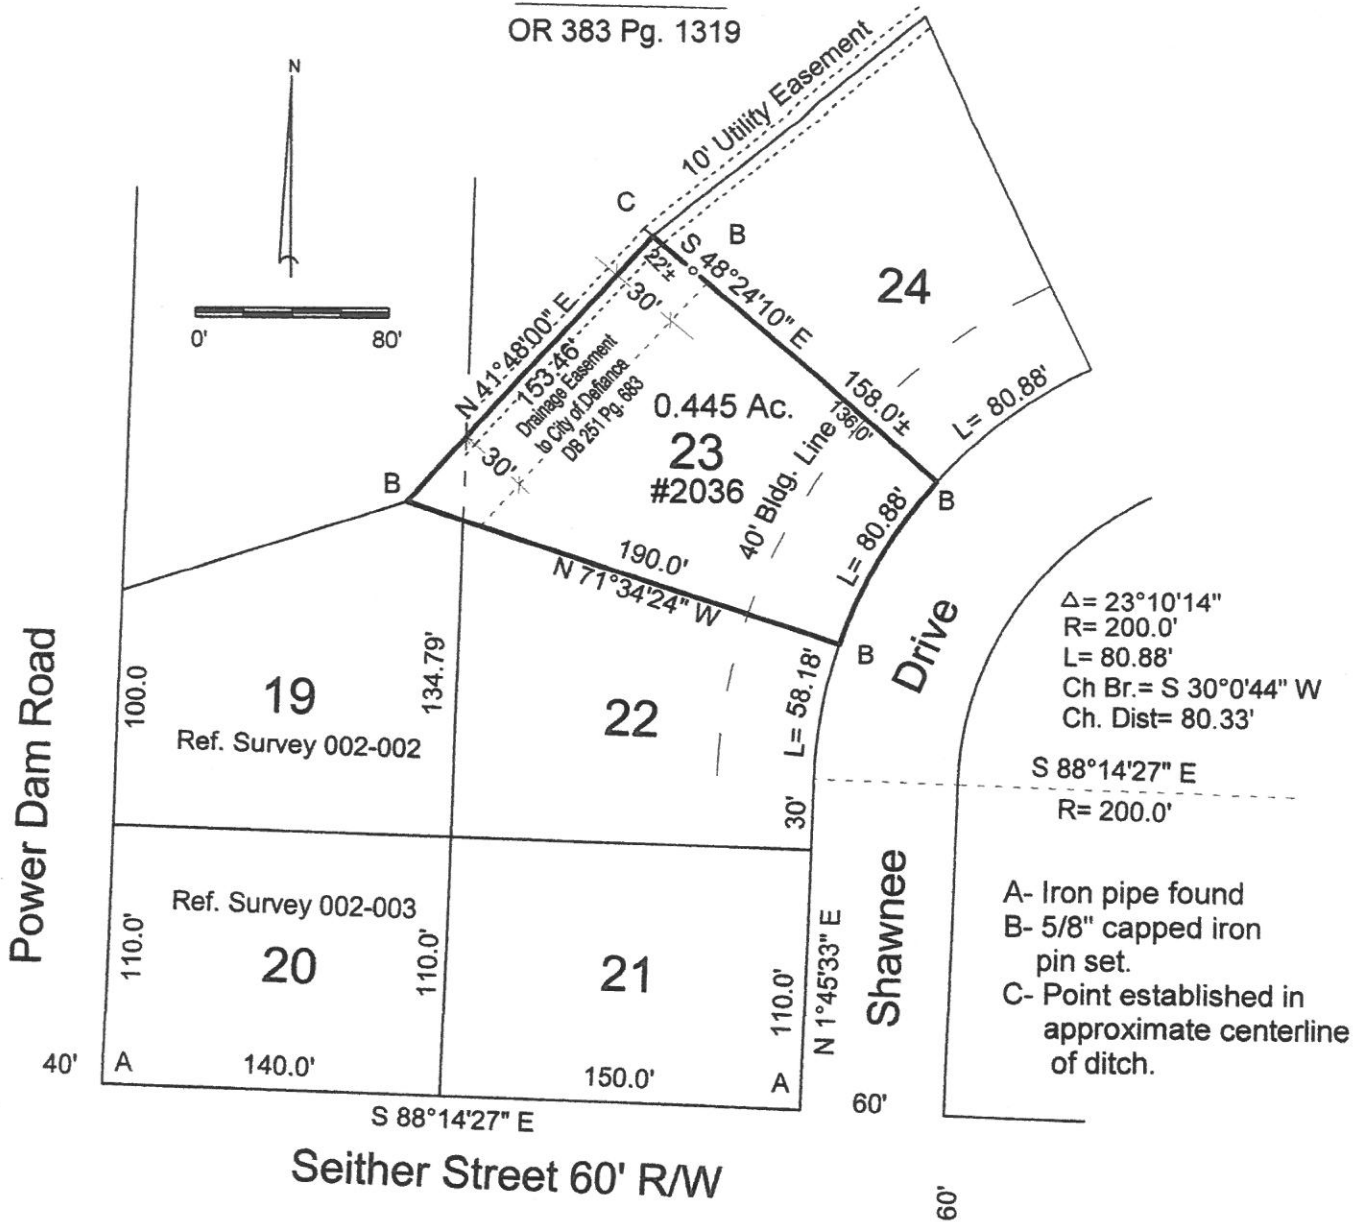 OR 383 Pg. 1319
N
10' Utility Easement
C
B
S 48°24'10" E
24
22'±
30'
0'
80'
N 41°48'00" E
153.46'
Drainage Easement
to City of Defiance
DB 251 Pg. 683
158.0'±
136.0'
L= 80.88'
0.445 Ac.
23
#2036
40' Bldg. Line
30'
B
B
L= 80.88'
190.0'
N 71°34'24" W
B
Drive
Δ= 23°10'14"
R= 200.0'
L= 80.88'
Ch Br.= S 30°0'44" W
Ch. Dist= 80.33'
Power Dam Road
100.0
19
Ref. Survey 002-002
134.79'
22
L= 58.18'
30'
S 88°14'27" E
R= 200.0'
Ref. Survey 002-003
110.0'
20
110.0'
21
110.0'
N 1°45'33" E
Shawnee
A- Iron pipe found
B- 5/8" capped iron
pin set.
C- Point established in
approximate centerline
of ditch.
40'
A
140.0'
150.0'
A
60'
S 88°14'27" E
Seither Street 60' R/W
60'